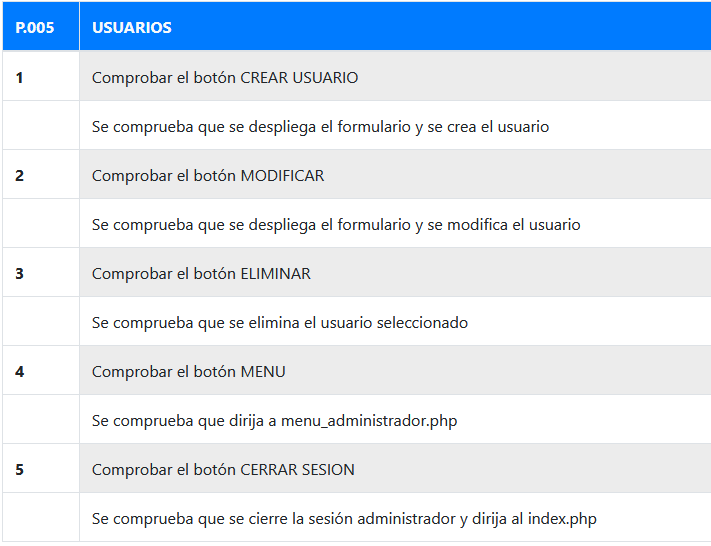 P.005 USUARIOS
1 Comprobar el botón CREAR USUARIO
Se comprueba que se despliega el formulario y se crea el usuario
2 Comprobar el botón MODIFICAR
Se comprueba que se despliega el formulario y se modifica el usuario
3 Comprobar el botón ELIMINAR
Se comprueba que se elimina el usuario seleccionado
4 Comprobar el botón MENU
Se comprueba que dirija a menu_administrador.php
5 Comprobar el botón CERRAR SESION
Se comprueba que se cierre la sesión administrador y dirija al index.php